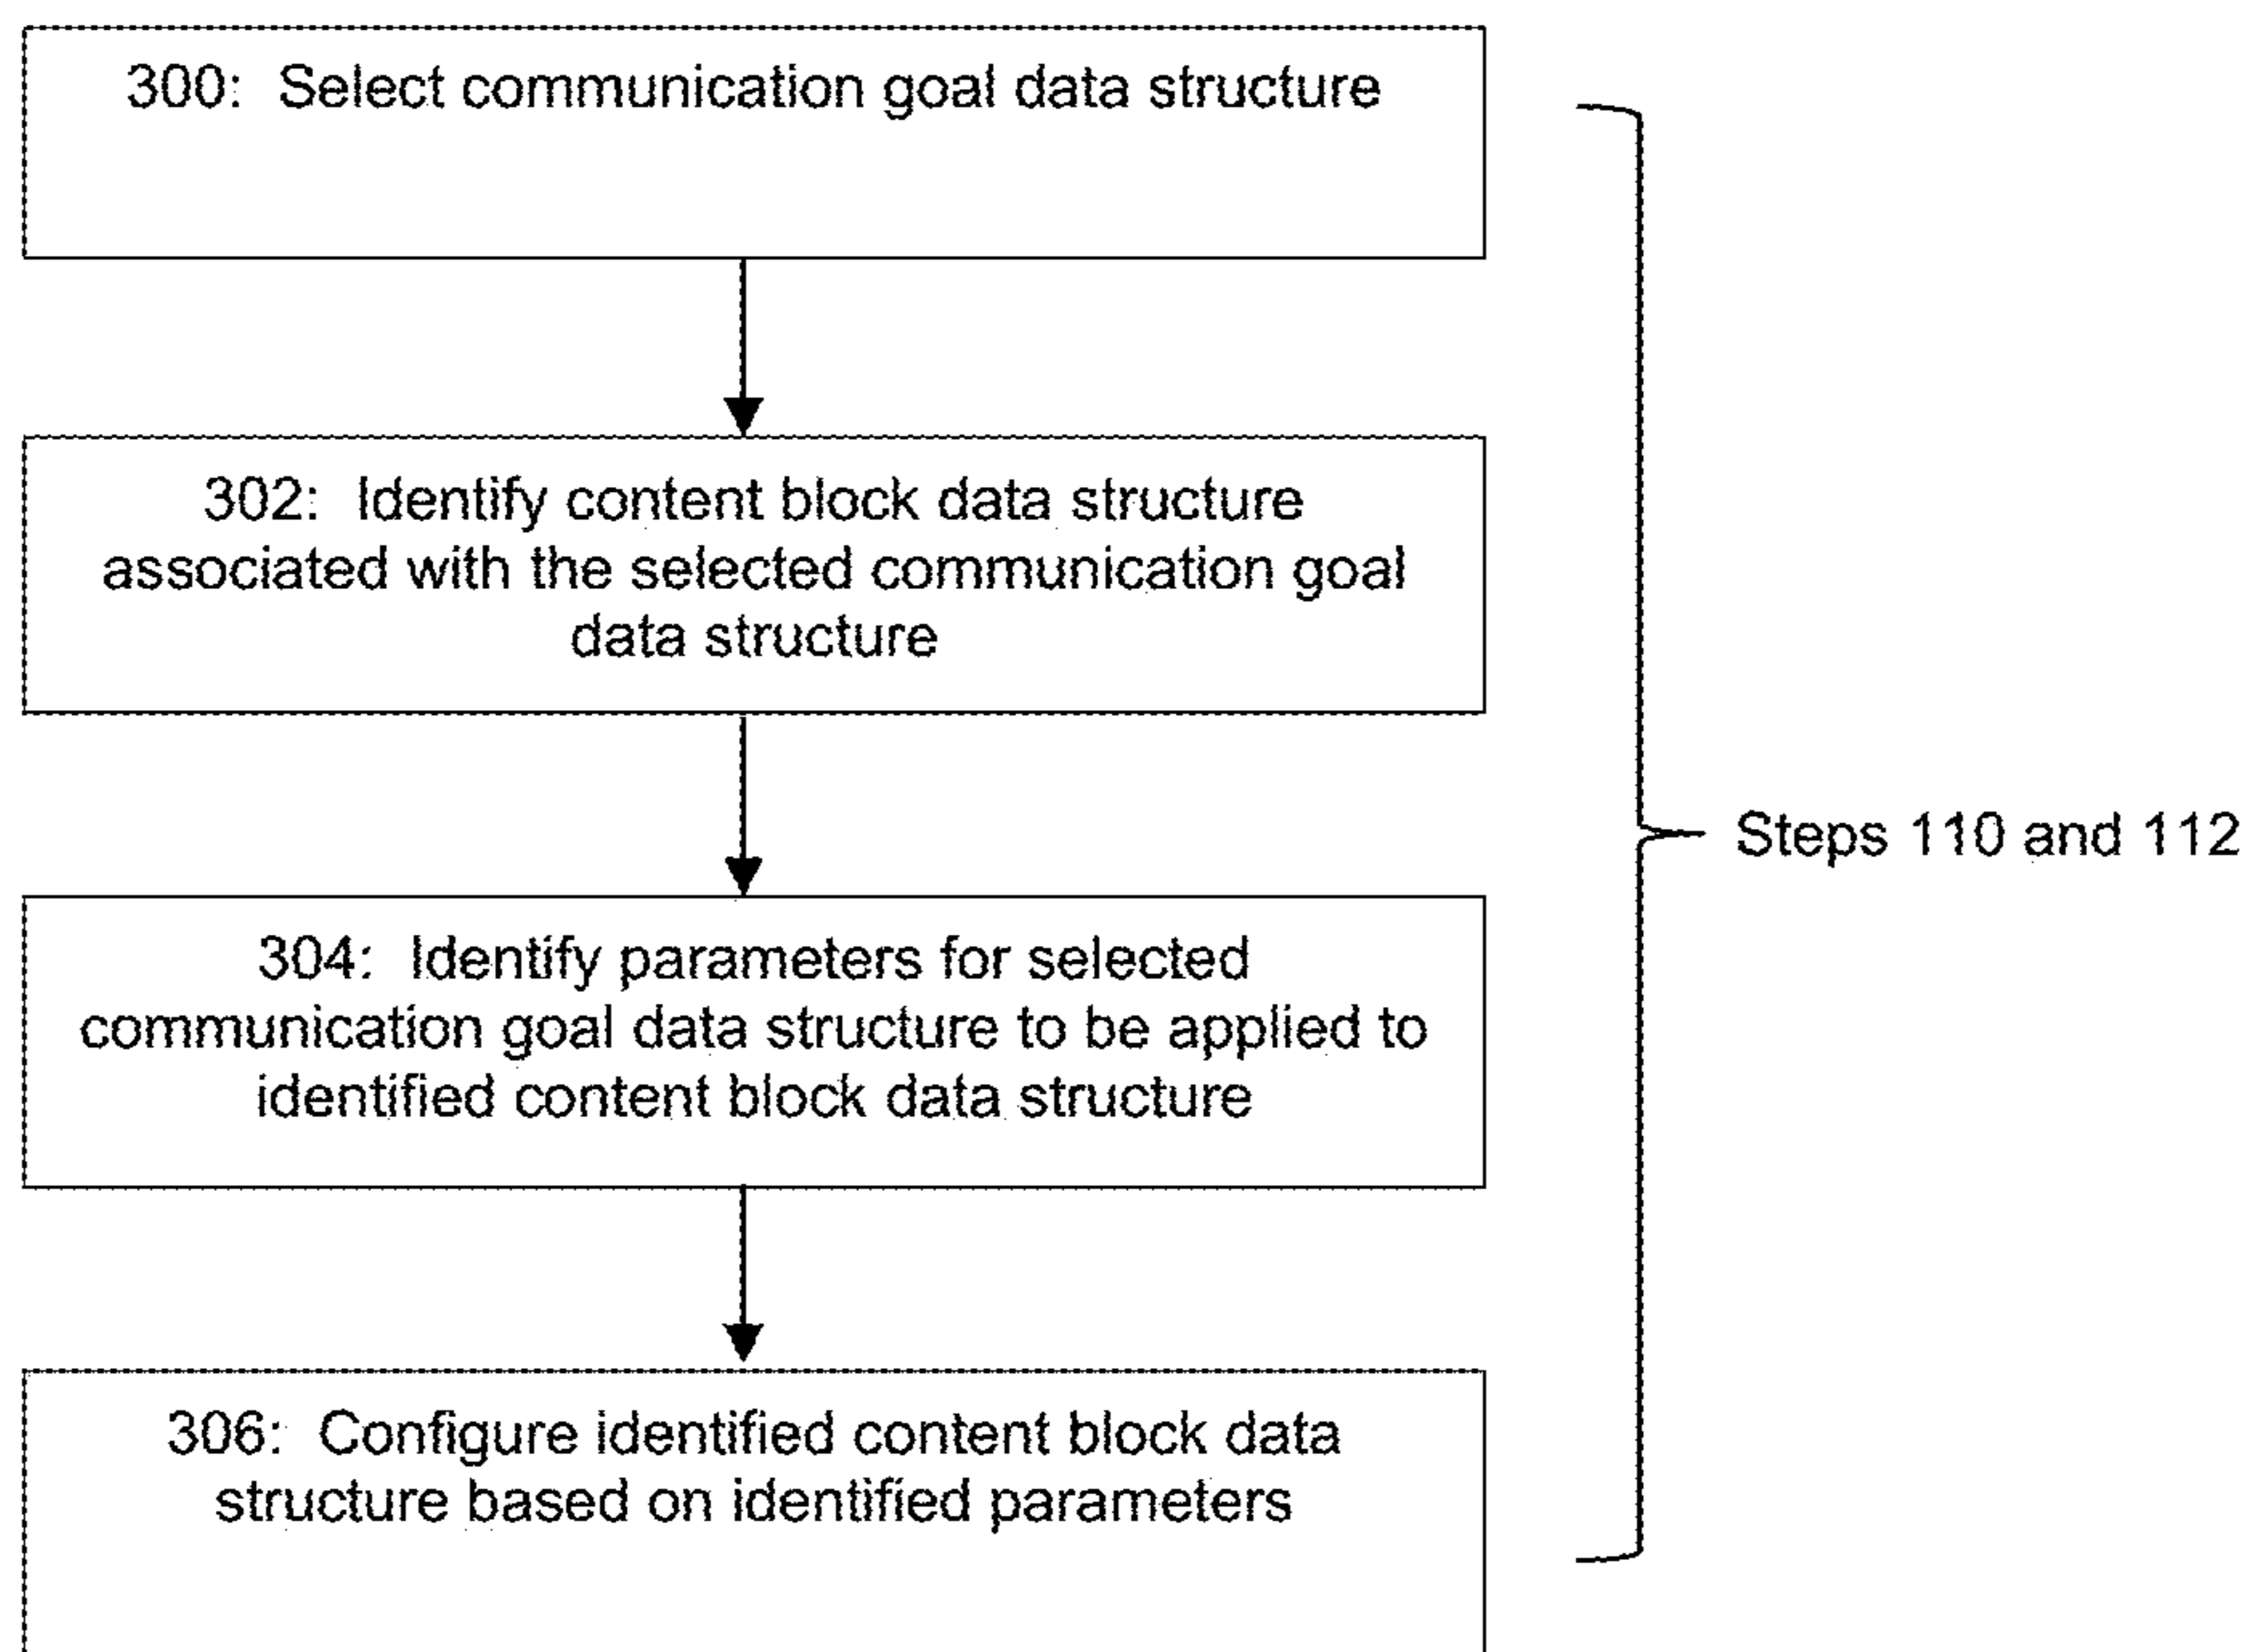 300: Select communication goal data structure
302: Identify content block data structure
associated with the selected communication goal
data structure
304: Identify parameters for selected
communication goal data structure to be applied to
identified content block data structure
306: Configure identified content block data
structure based on identified parameters
Steps 110 and 112